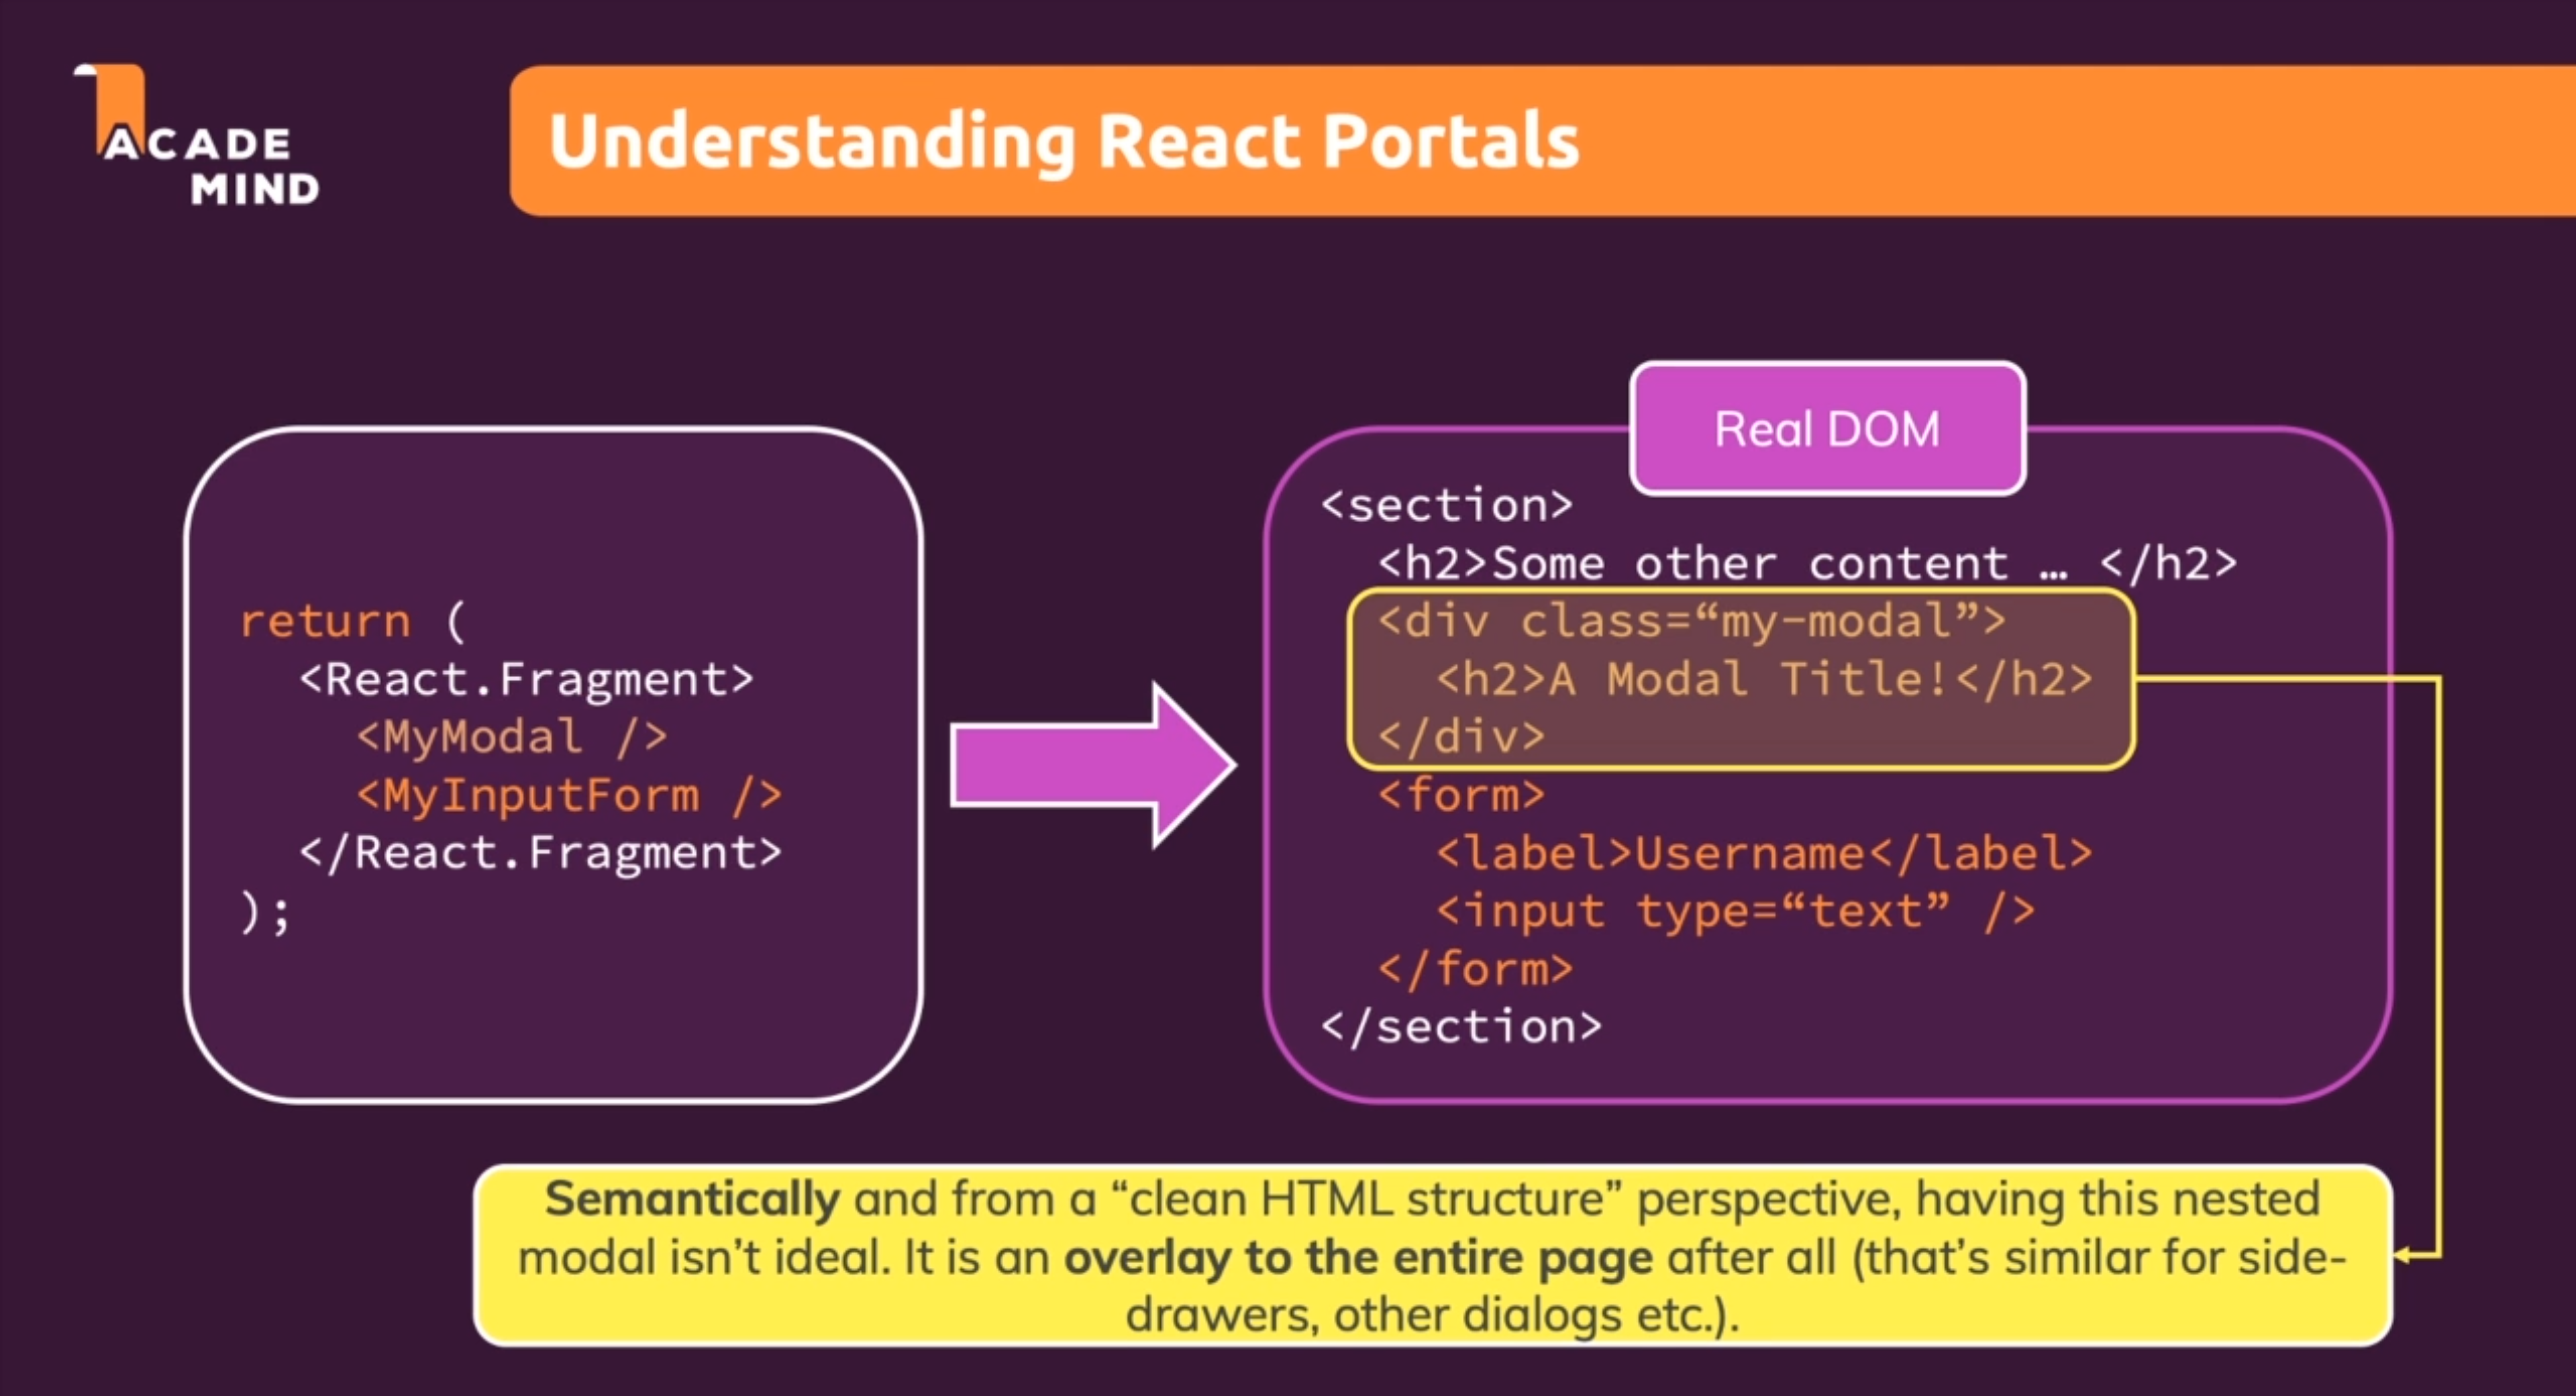 ACADE
MIND
Understanding React Portals
return (
<React.Fragment>
<MyModal />
<MyInputForm />
</React.Fragment>
);
Real DOM
<section>
<h2>Some other content … </h2>
<div class=“my-modal”>
<h2>A Modal Title!</h2>
</div>
<form>
<label>Username</label>
<input type=“text” />
</form>
</section>
Semantically and from a “clean HTML structure” perspective, having this nested
modal isn’t ideal. It is an overlay to the entire page after all (that’s similar for side-
drawers, other dialogs etc.).